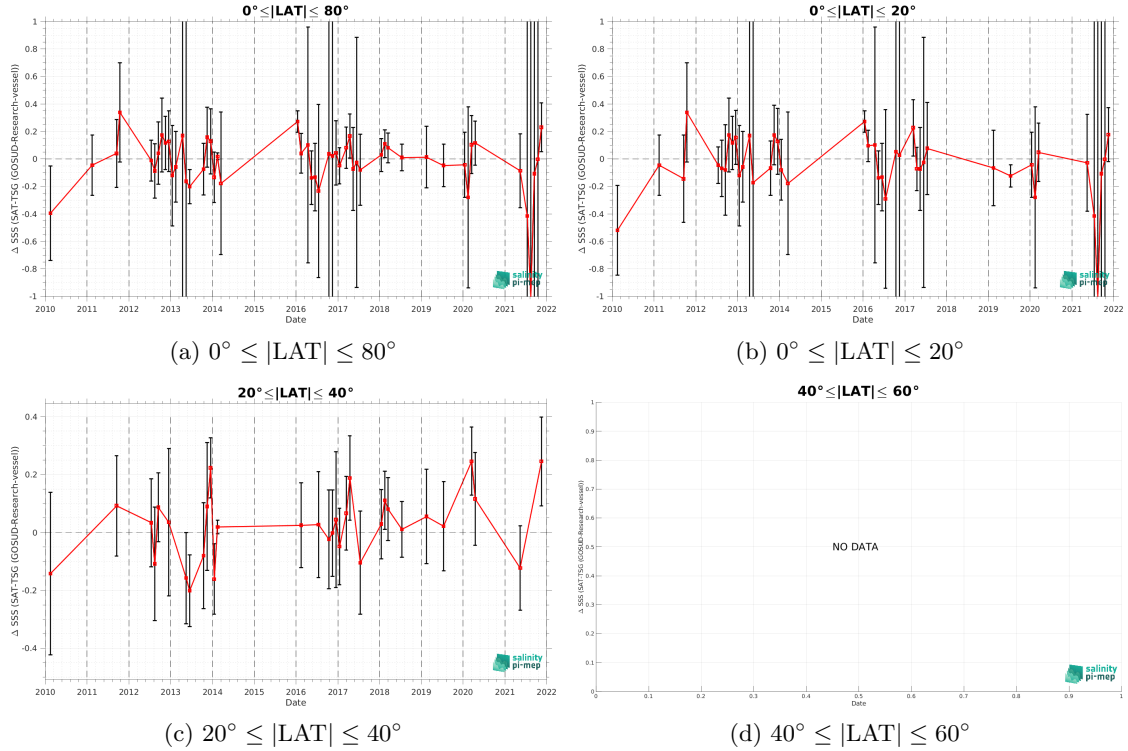 0°≤|LAT|≤ 80°
Δ SSS (SAT-TSG (GOSUD-Research-vessel))
1
0.8
0.6
0.4
0.2
0
-0.2
-0.4
-0.6
-0.8
-1
2010 2011 2012 2013 2014 2015 2016 2017 2018 2019 2020 2021 2022
Date
salinity
pi-mep
(a) 0° ≤ |LAT| ≤ 80°
0°≤|LAT|≤ 20°
Δ SSS (SAT-TSG (GOSUD-Research-vessel))
1
0.8
0.6
0.4
0.2
0
-0.2
-0.4
-0.6
-0.8
-1
2010 2011 2012 2013 2014 2015 2016 2017 2018 2019 2020 2021 2022
Date
salinity
pi-mep
(b) 0° ≤ |LAT| ≤ 20°
20°≤|LAT|≤ 40°
Δ SSS (SAT-TSG (GOSUD-Research-vessel))
0.4
0.2
0
-0.2
-0.4
2010 2011 2012 2013 2014 2015 2016 2017 2018 2019 2020 2021 2022
Date
salinity
pi-mep
(c) 20° ≤ |LAT| ≤ 40°
40°≤|LAT|≤ 60°
Δ SSS (SAT-TSG (GOSUD-Research-vessel))
1
0.9
0.8
0.7
0.6
0.5
0.4
0.3
0.2
0.1
0
NO DATA
0 0.1 0.2 0.3 0.4 0.5 0.6 0.7 0.8 0.9 1
Date
salinity
pi-mep
(d) 40° ≤ |LAT| ≤ 60°